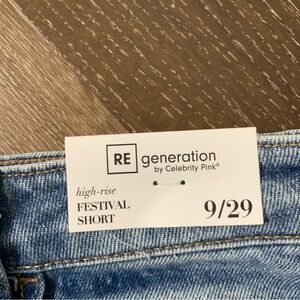 RE generation
by Celebrity Pink®
high-rise
FESTIVAL
SHORT
9/29